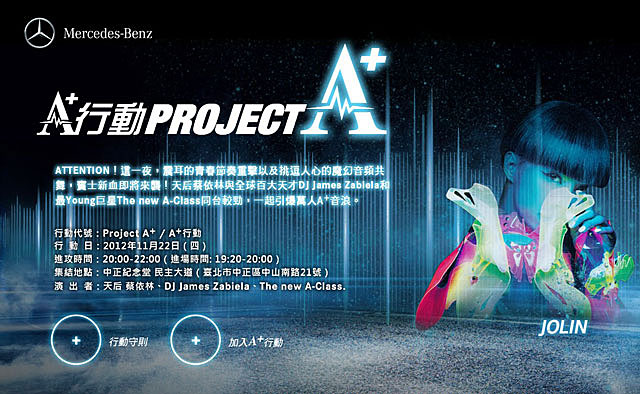 Mercedes-Benz
A+行動PROJECT A+
ATTENTION！這一夜，震耳的青春節奏重擊以及挑逗人心的魔幻音頻共
舞，賓士新血即將來襲！天后蔡依林與全球百大天才DJ James Zabiela和
最Young巨星The new A-Class同台較勁，一起引爆萬人A+音浪。
行動代號：Project A+ / A+行動
行 動 日：2012年11月22日（四）
進攻時間：20:00-22:00（進場時間: 19:20-20:00）
集結地點：中正紀念堂 民主大道（臺北市中正區中山南路21號）
演 出 者：天后 蔡依林、DJ James Zabiela、The new A-Class.
行動守則
加入A+行動
JOLIN